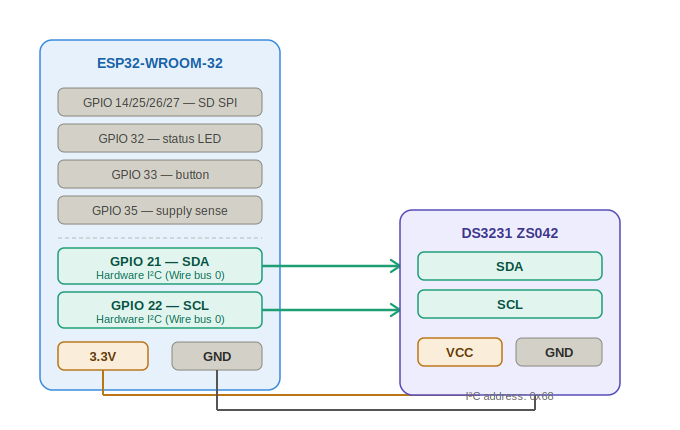 ESP32-WROOM-32
GPIO 14/25/26/27 — SD SPI
GPIO 32 — status LED
GPIO 33 — button
GPIO 35 — supply sense
GPIO 21 — SDA
Hardware I²C (Wire bus 0)
GPIO 22 — SCL
Hardware I²C (Wire bus 0)
3.3V
GND
DS3231 ZS042
SDA
SCL
VCC
GND
I²C address: 0x68